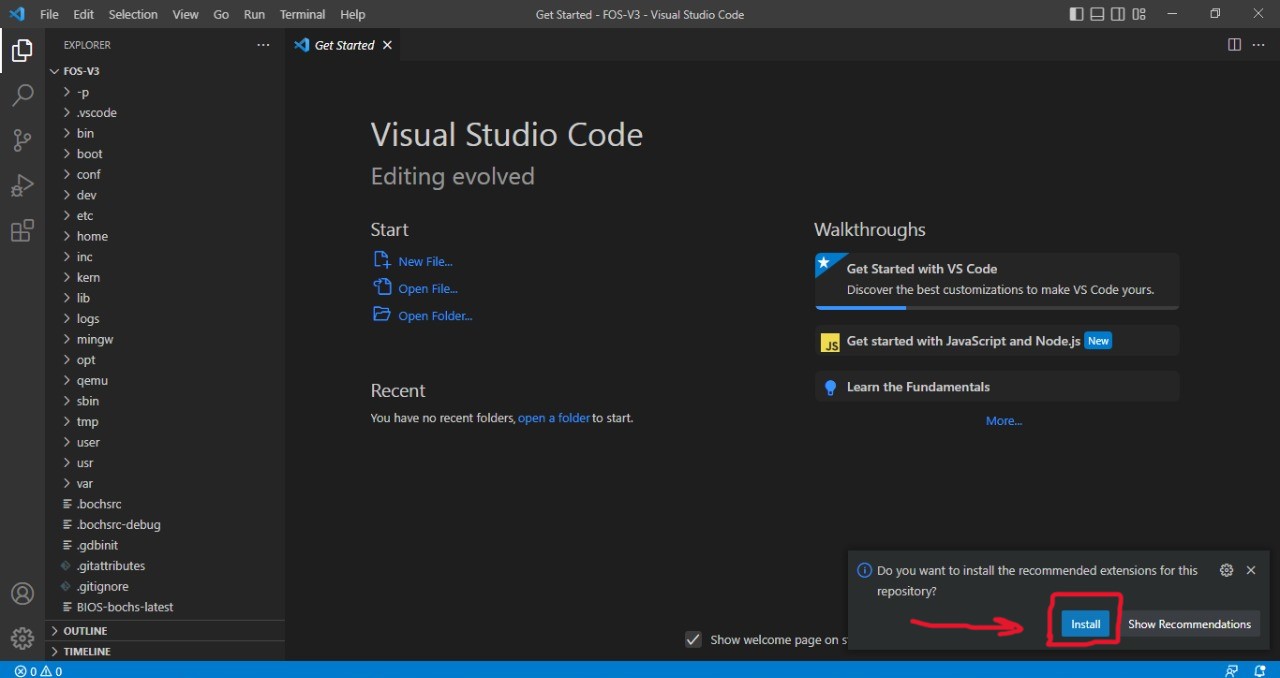 File Edit Selection View Go Run Terminal Help
Get Started - FOS-V3 - Visual Studio Code
EXPLORER
Get Started
FOS-V3
-p
.vscode
bin
boot
conf
dev
etc
home
inc
kern
lib
logs
mingw
opt
qemu
sbin
tmp
user
usr
var
.bochsrc
.bochsrc-debug
.gdbinit
.gitattributes
.gitignore
BIOS-bochs-latest
OUTLINE
TIMELINE
Visual Studio Code
Editing evolved
Start
New File...
Open File...
Open Folder...
Recent
You have no recent folders, open a folder to start.
Walkthroughs
Get Started with VS Code
Discover the best customizations to make VS Code yours.
JS
Get started with JavaScript and Node.js New
Learn the Fundamentals
More...
Do you want to install the recommended extensions for this
repository?
Install Show Recommendations
Show welcome page on s
0 0